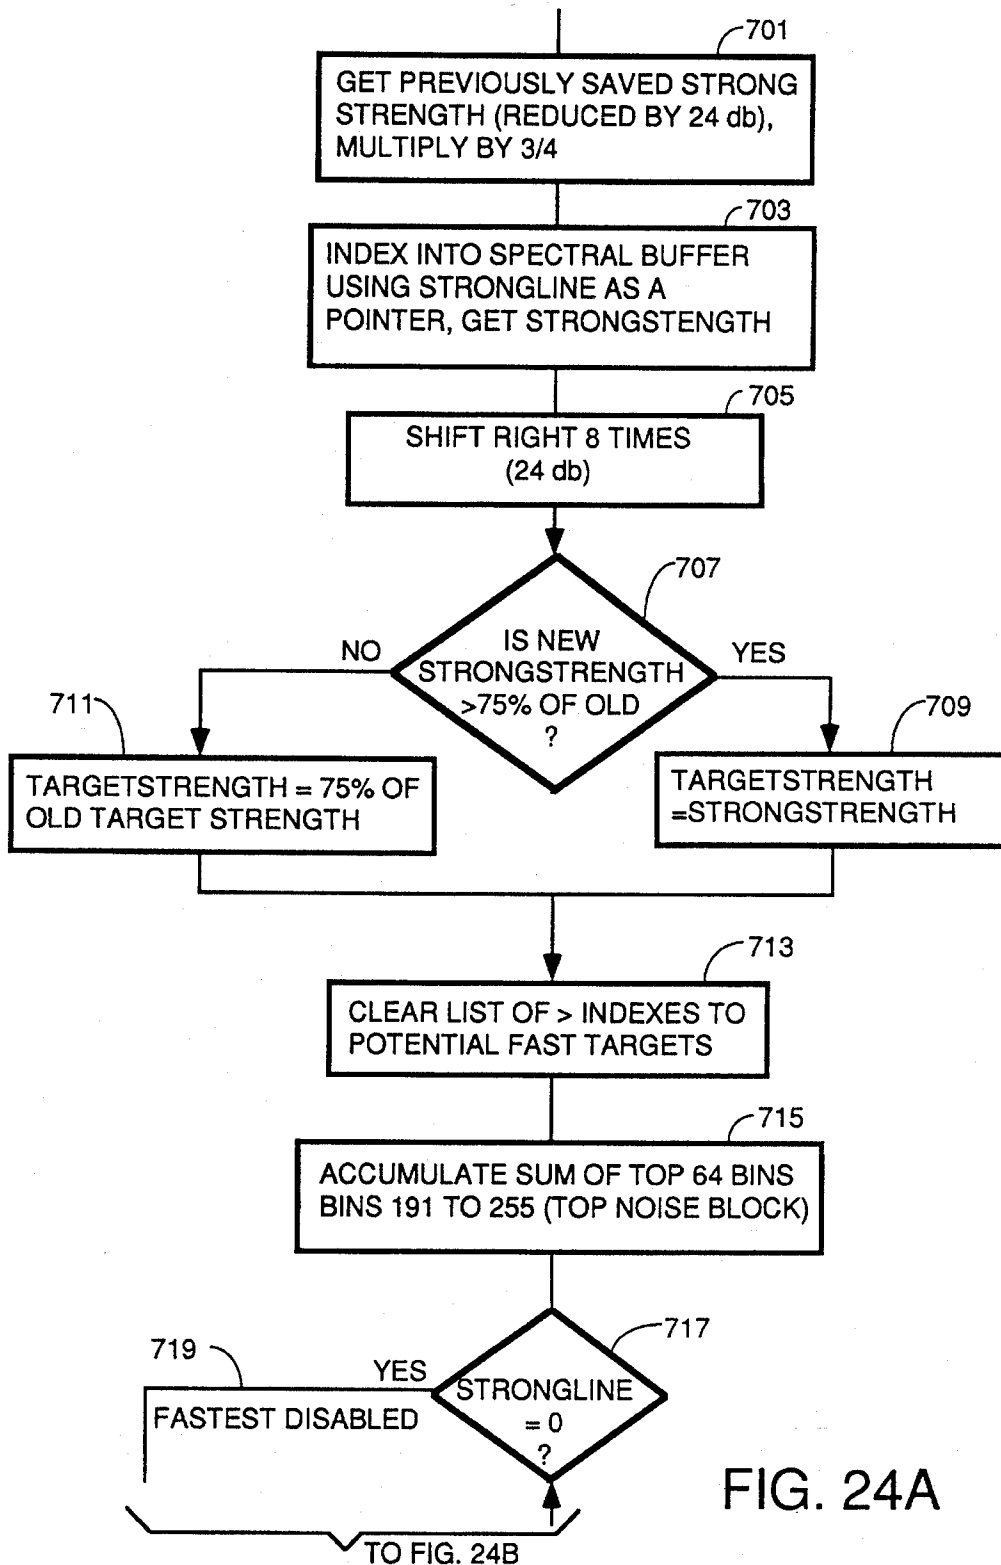 701
GET PREVIOUSLY SAVED STRONG
STRENGTH (REDUCED BY 24 db),
MULTIPLY BY 3/4
703
INDEX INTO SPECTRAL BUFFER
USING STRONGLINE AS A
POINTER, GET STRONGSTENGTH
705
SHIFT RIGHT 8 TIMES
(24 db)
707
IS NEW
STRONGSTRENGTH
>75% OF OLD
?
NO
YES
711
TARGETSTRENGTH = 75% OF
OLD TARGET STRENGTH
709
TARGETSTRENGTH
=STRONGSTRENGTH
713
CLEAR LIST OF > INDEXES TO
POTENTIAL FAST TARGETS
715
ACCUMULATE SUM OF TOP 64 BINS
BINS 191 TO 255 (TOP NOISE BLOCK)
717
STRONGLINE
= 0
?
YES
719
FASTEST DISABLED
TO FIG. 24B
FIG. 24A